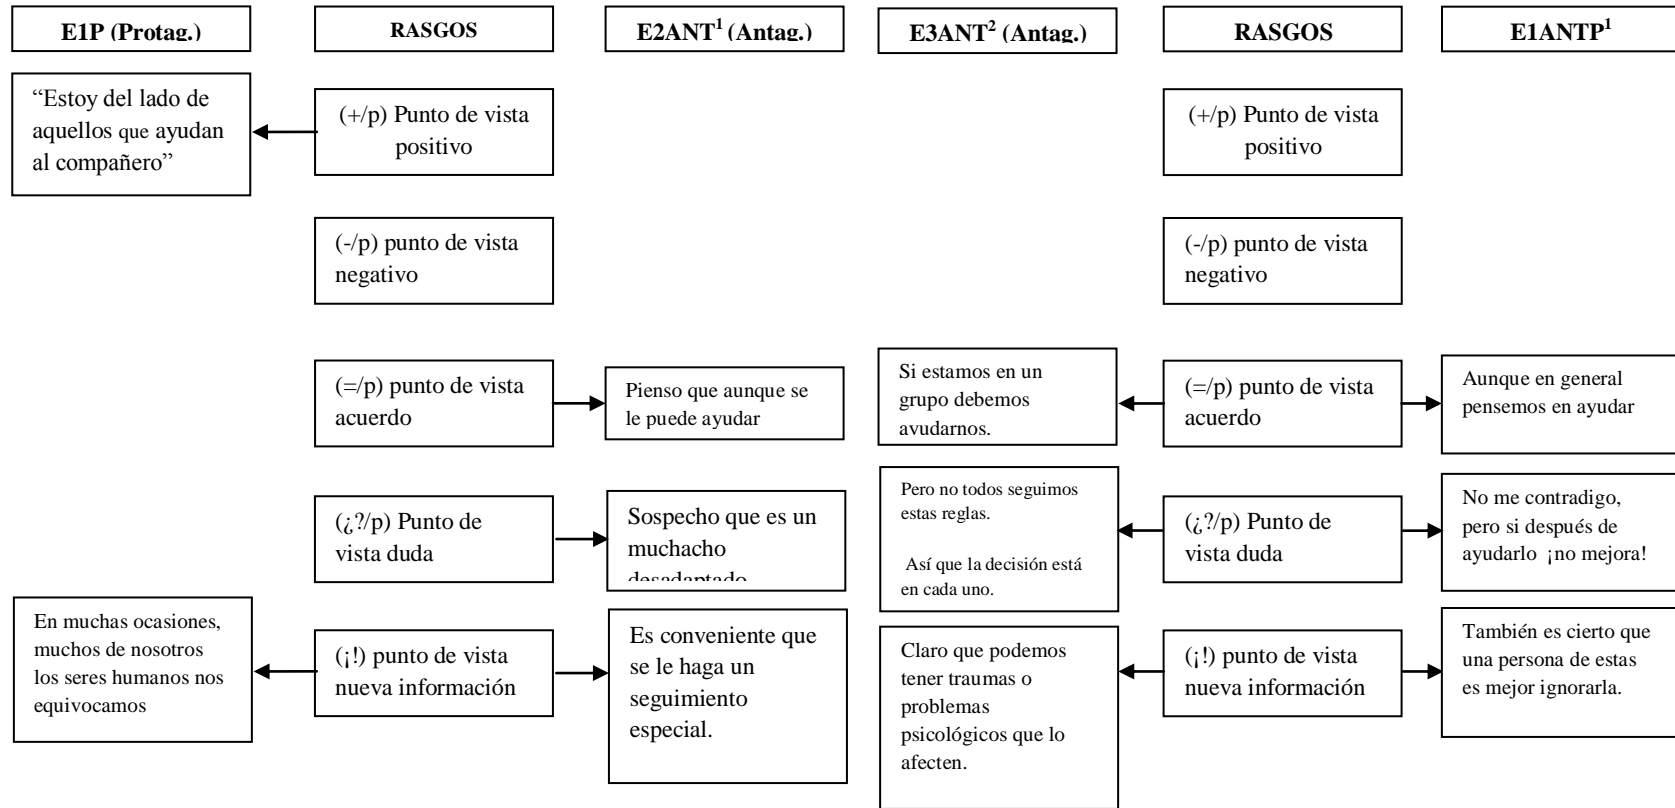 E1P (Protag.)
RASGOS
E2ANT¹ (Antag.)
E3ANT² (Antag.)
RASGOS
E1ANTP¹
“Estoy del lado de
aquellos que ayudan
al compañero”
(+/p) Punto de vista
positivo
(+/p) Punto de vista
positivo
(-/p) punto de vista
negativo
(-/p) punto de vista
negativo
(=/p) punto de vista
acuerdo
Pienso que aunque se
le puede ayudar
Si estamos en un
grupo debemos
ayudarnos.
(=/p) punto de vista
acuerdo
Aunque en general
pensemos en ayudar
(¿?/p) Punto de
vista duda
Sospecho que es un
muchacho
desadaptado
Pero no todos seguimos
estas reglas.
Así que la decisión está
en cada uno.
(¿?/p) Punto de
vista duda
No me contradigo,
pero si después de
ayudarlo ¡no mejora!
En muchas ocasiones,
muchos de nosotros
los seres humanos nos
equivocamos
(¡!) punto de vista
nueva información
Es conveniente que
se le haga un
seguimiento
especial.
Claro que podemos
tener traumas o
problemas
psicológicos que lo
afecten.
(¡!) punto de vista
nueva información
También es cierto que
una persona de estas
es mejor ignorarla.